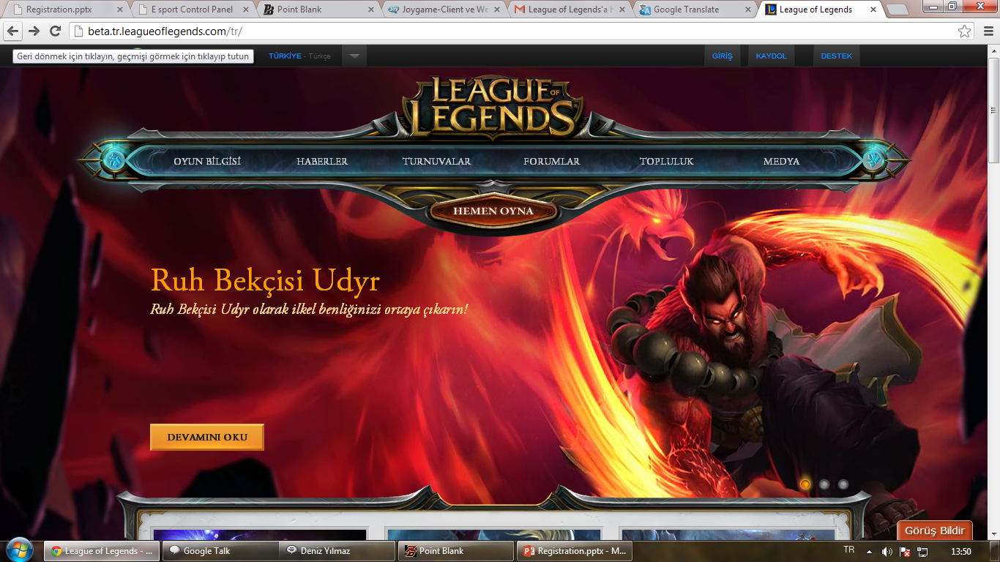 Registration.pptx
E sport Control Panel
Point Blank
Joygame-Client ve We
League of Legends'a h
Google Translate
League of Legends
beta.tr.leagueoflegends.com/tr/
Geri dönmek için tıklayın, geçmişi görmek için tıklayıp tutun
TÜRKİYE - Türkçe
GİRİŞ
KAYDOL
DESTEK
LEAGUE OF LEGENDS
OYUN BİLGİSİ
HABERLER
TURNUVALAR
FORUMLAR
TOPLULUK
MEDYA
HEMEN OYNA
Ruh Bekçisi Udyr
Ruh Bekçisi Udyr olarak ilkel benliğinizi ortaya çıkarın!
DEVAMINI OKU
Görüş Bildir
League of Legends - ...
Google Talk
Deniz Yılmaz
Point Blank
Registration.pptx - M...
TR
13:50